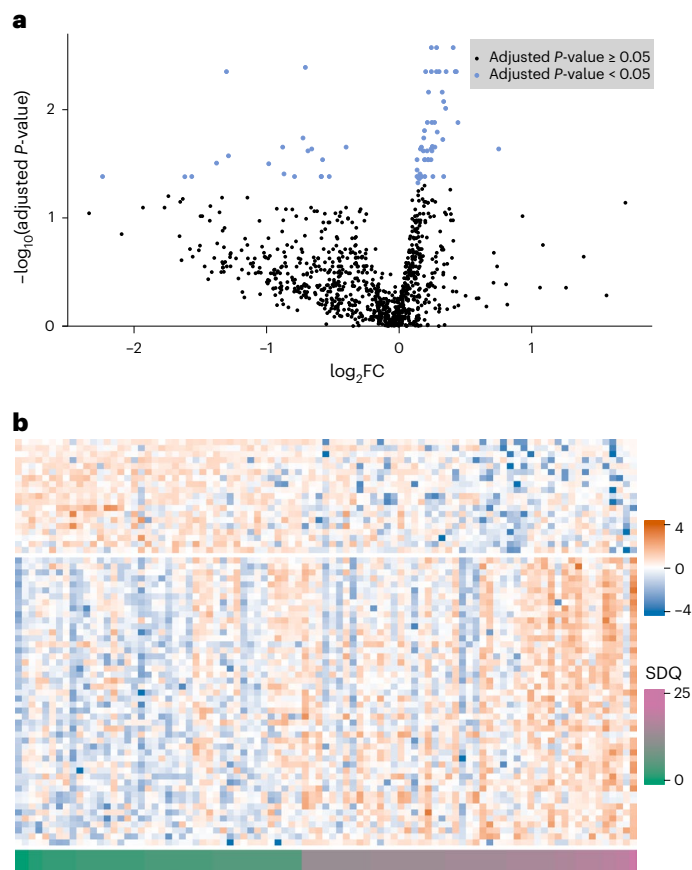 a
Adjusted P-value ≥ 0.05
Adjusted P-value < 0.05
−log10(adjusted P-value)
2
1
0
−2
−1
0
1
log2FC
b
4
0
−4
SDQ
25
0